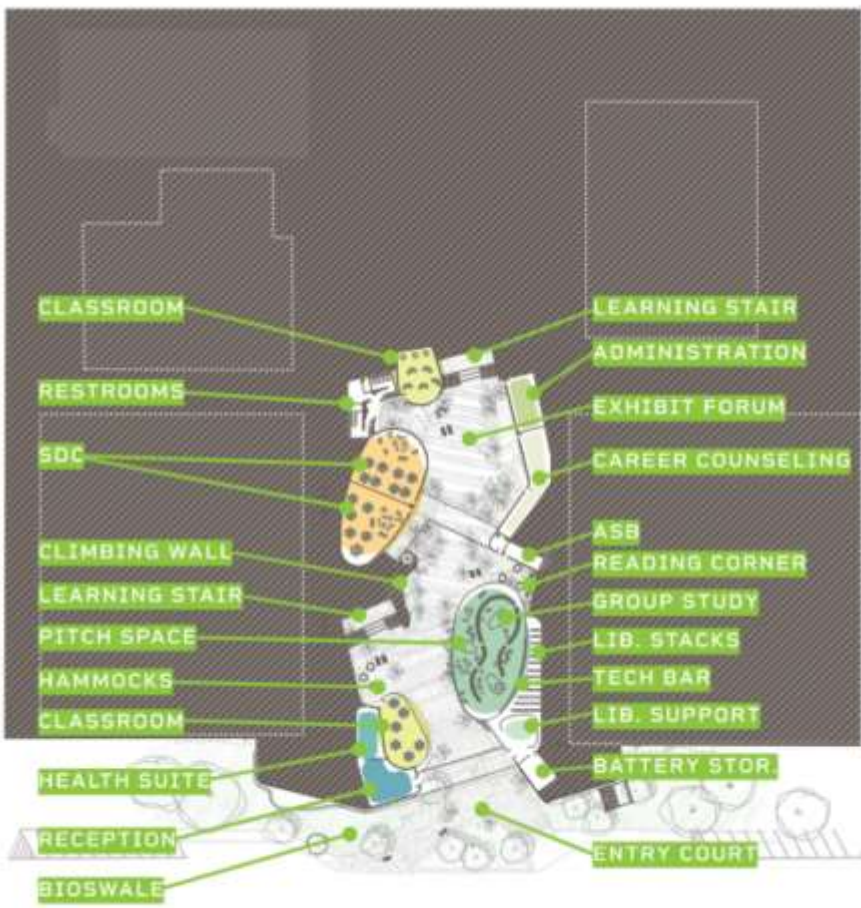 CLASSROOM
RESTROOMS
SDC
CLIMBING WALL
LEARNING STAIR
PITCH SPACE
HAMMOCKS
CLASSROOM
HEALTH SUITE
RECEPTION
BIOSWALE
LEARNING STAIR
ADMINISTRATION
EXHIBIT FORUM
CAREER COUNSELING
ASB
READING CORNER
GROUP STUDY
LIB. STACKS
TECH BAR
LIB. SUPPORT
BATTERY STOR.
ENTRY COURT